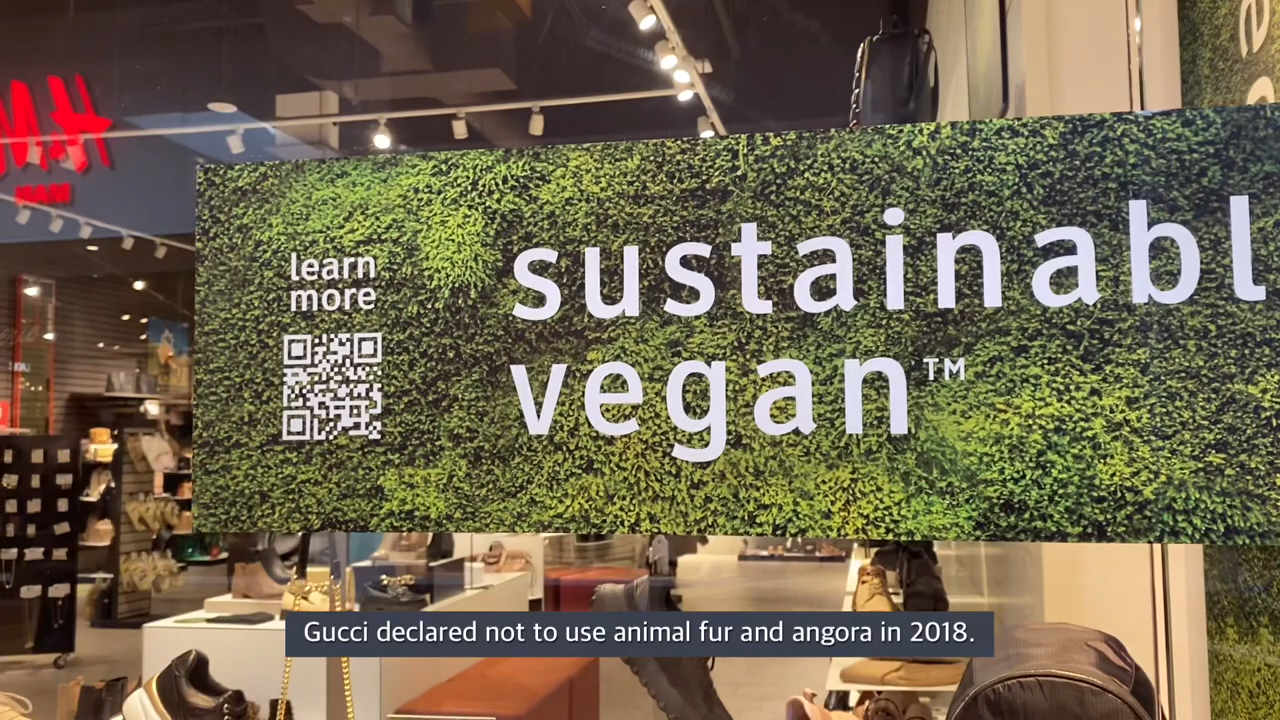 H&M
learn
more
sustainabl
vegan™
Gucci declared not to use animal fur and angora in 2018.